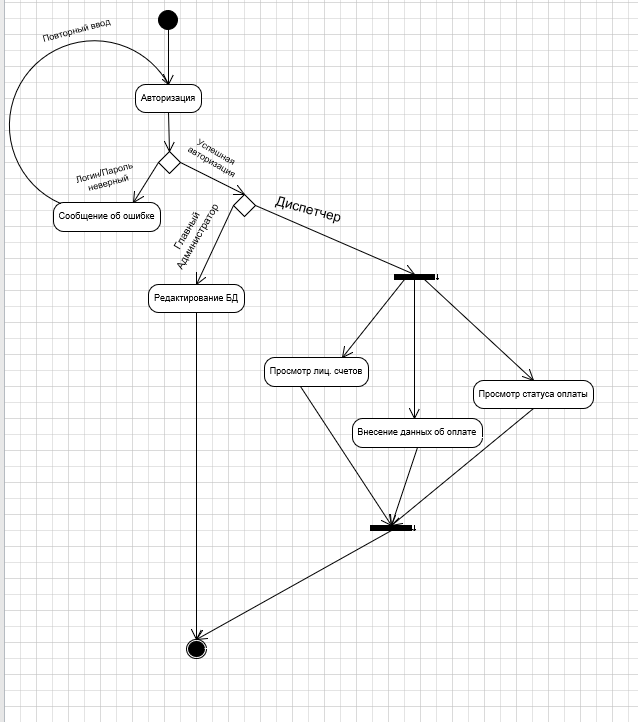 Повторный ввод
Авторизация
Успешная
авторизация
Логин/Пароль
неверный
Сообщение об ошибке
Главный
Администратор
Диспетчер
Редактирование БД
Просмотр лиц. счетов
Просмотр статуса оплаты
Внесение данных об оплате